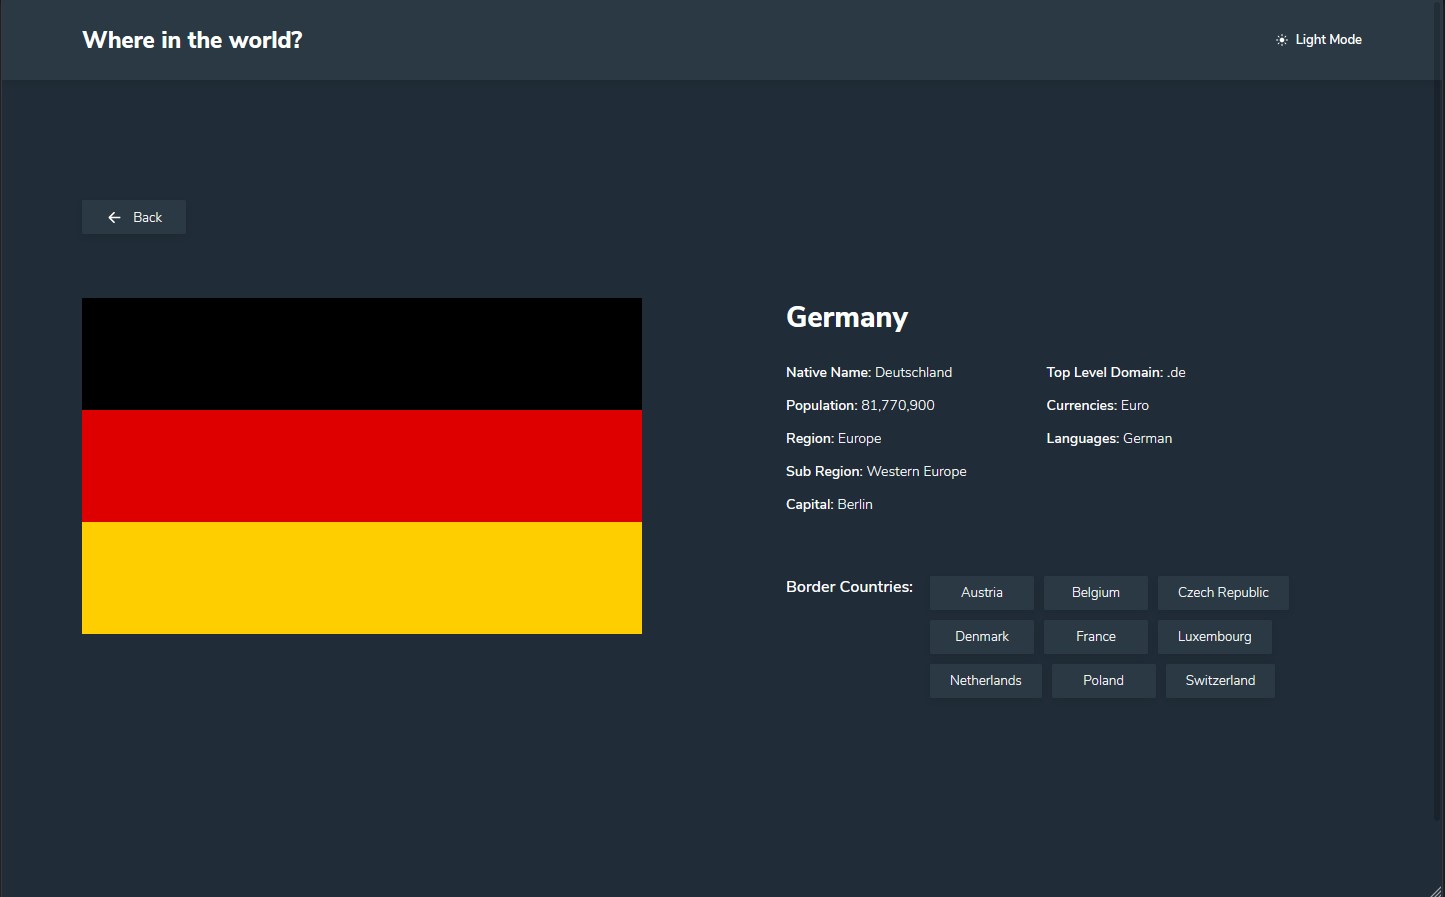 Where in the world?
Light Mode
Back
Germany
Native Name: Deutschland
Population: 81,770,900
Region: Europe
Sub Region: Western Europe
Capital: Berlin
Top Level Domain: .de
Currencies: Euro
Languages: German
Border Countries:
Austria Belgium Czech Republic
Denmark France Luxembourg
Netherlands Poland Switzerland